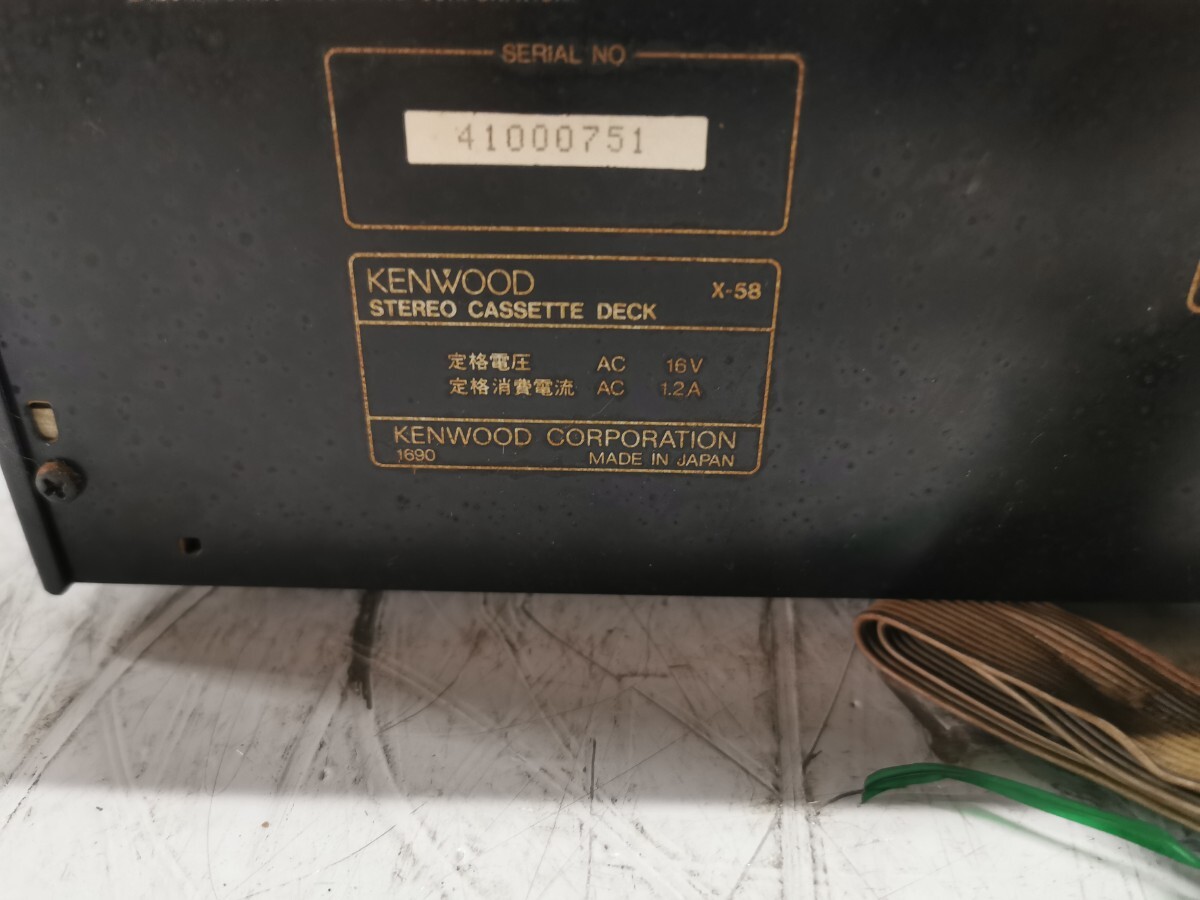 SERIAL NO
41000751
KENWOOD X-58
STEREO CASSETTE DECK
定格電圧 AC 16V
定格消費電流 AC 1.2A
KENWOOD CORPORATION
1690 MADE IN JAPAN